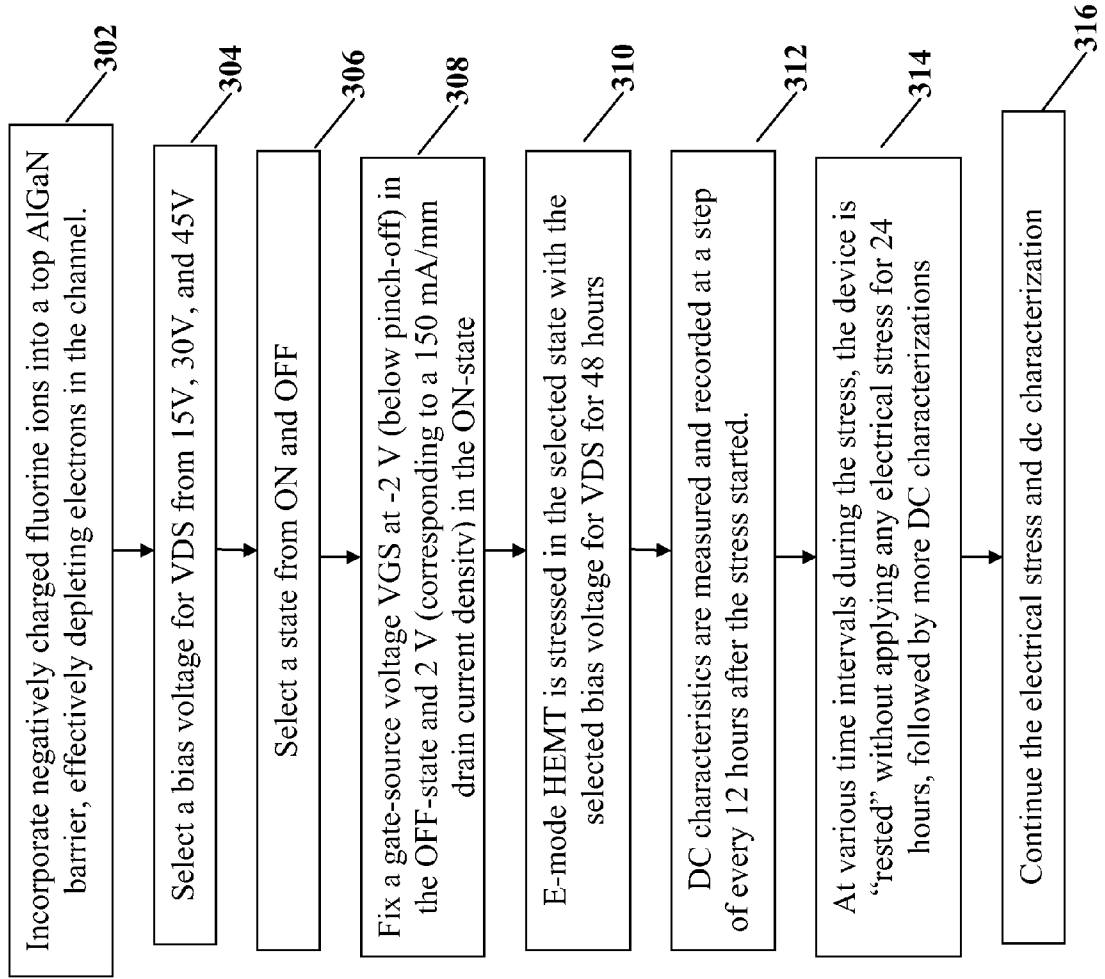 Incorporate negatively charged fluorine ions into a top AlGaN
barrier, effectively depleting electrons in the channel.
302
Select a bias voltage for VDS from 15V, 30V, and 45V
304
Select a state from ON and OFF
306
Fix a gate-source voltage VGS at -2 V (below pinch-off) in
the OFF-state and 2 V (corresponding to a 150 mA/mm
drain current density) in the ON-state
308
E-mode HEMT is stressed in the selected state with the
selected bias voltage for VDS for 48 hours
310
DC characteristics are measured and recorded at a step
of every 12 hours after the stress started.
312
At various time intervals during the stress, the device is
“rested” without applying any electrical stress for 24
hours, followed by more DC characterizations
314
Continue the electrical stress and dc characterization
316